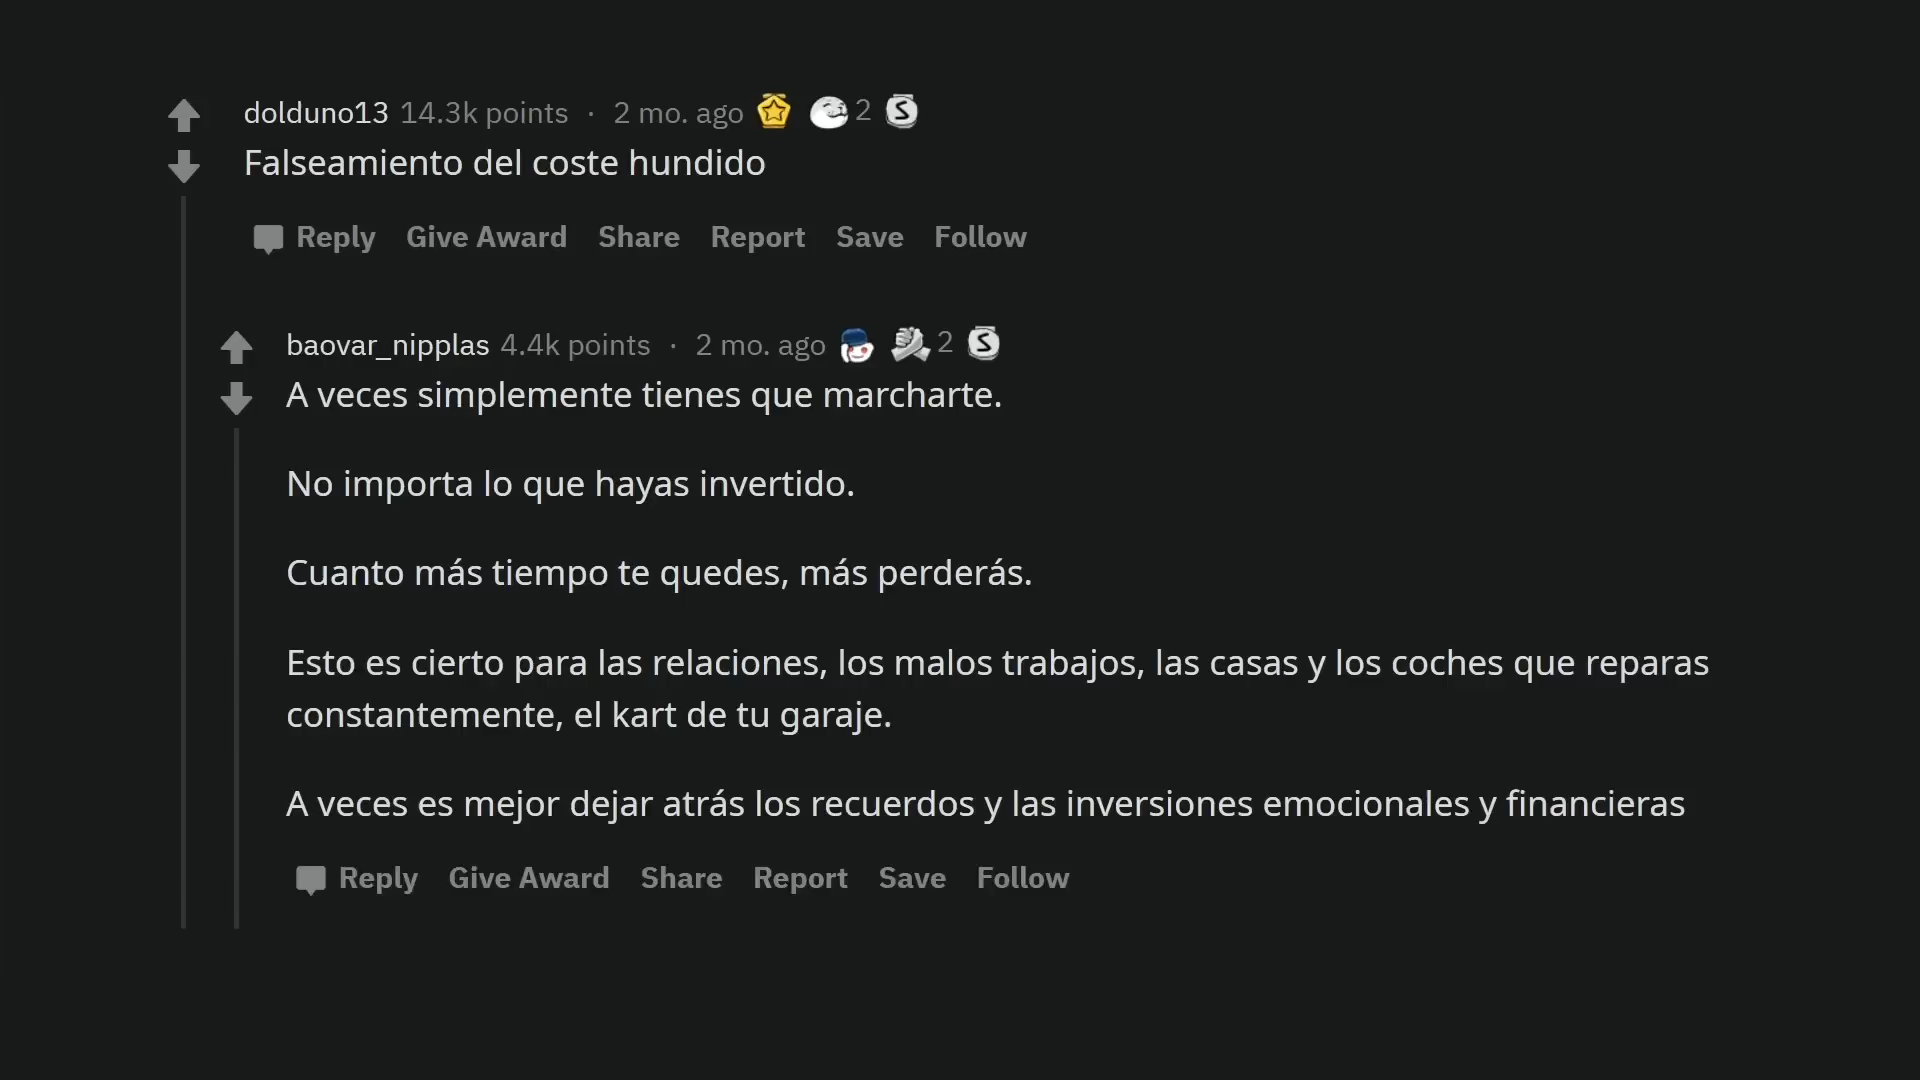 dolduno13 14.3k points · 2 mo. ago 2 S
Falseamiento del coste hundido
Reply Give Award Share Report Save Follow
baovar_nipplas 4.4k points · 2 mo. ago 2 S
A veces simplemente tienes que marcharte.
No importa lo que hayas invertido.
Cuanto más tiempo te quedes, más perderás.
Esto es cierto para las relaciones, los malos trabajos, las casas y los coches que reparas
constantemente, el kart de tu garaje.
A veces es mejor dejar atrás los recuerdos y las inversiones emocionales y financieras
Reply Give Award Share Report Save Follow